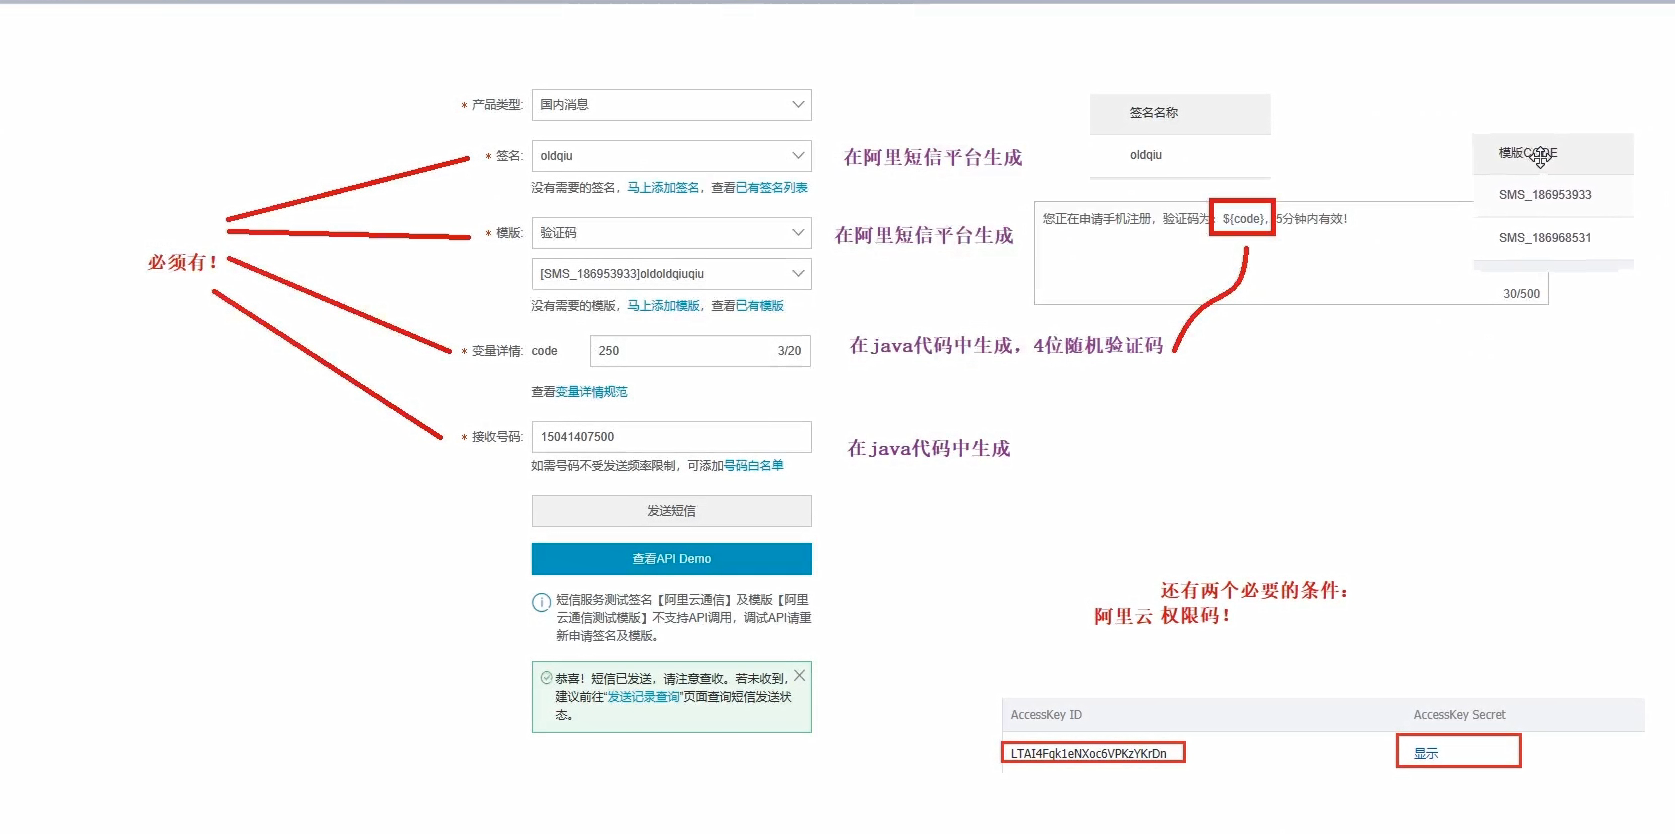 * 产品类型: 国内消息
* 签名: oldqiu
没有需要的签名，马上添加签名，查看已有签名列表
* 模版: 验证码
[SMS_186953933]oldoldqiuqiu
没有需要的模版，马上添加模版，查看已有模版
* 变量详情: code 250 3/20
查看变量详情规范
* 接收号码: 15041407500
如需号码不受发送频率限制，可添加号码白名单
发送短信
查看API Demo
短信服务测试签名【阿里云通信】及模版【阿里
云通信测试模版】不支持API调用，调试API请重
新申请签名及模版。
恭喜！短信已发送，请注意查收。若未收到，
建议前往“发送记录查询”页面查询短信发送状
态。
必须有！
在阿里短信平台生成
在阿里短信平台生成
在java代码中生成，4位随机验证码
在java代码中生成
签名名称
oldqiu
您正在申请手机注册，验证码为：${code}，5分钟内有效！
30/500
模版CODE
SMS_186953933
SMS_186968531
还有两个必要的条件：
阿里云 权限码！
AccessKey ID AccessKey Secret
LTAI4Fqk1eNXoc6VPKzYKrDn 显示